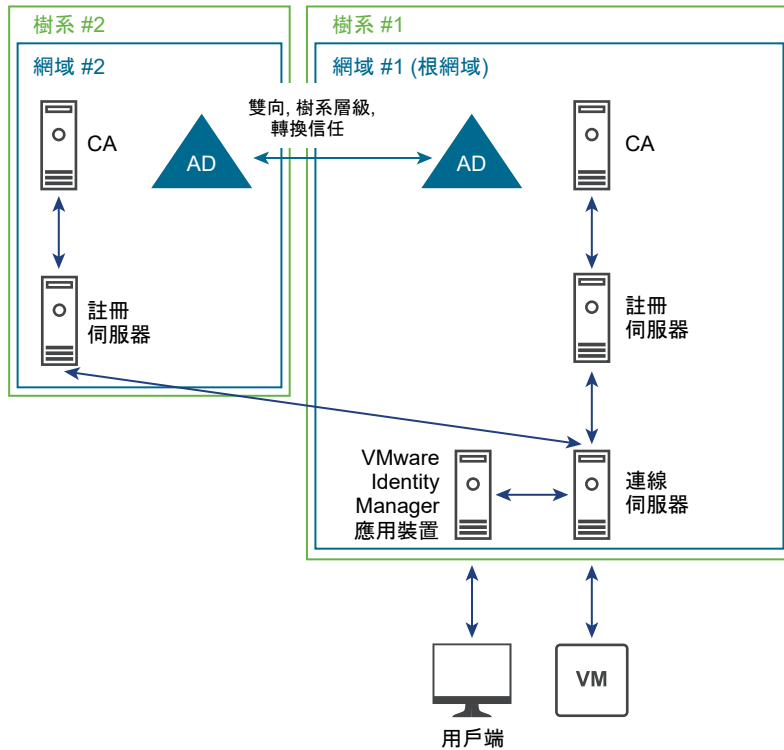 樹系 #2
網域 #2
CA
AD
註冊
伺服器
雙向, 樹系層級,
轉換信任
樹系 #1
網域 #1 (根網域)
AD
CA
註冊
伺服器
VMware
Identity
Manager
應用裝置
連線
伺服器
用戶端
VM